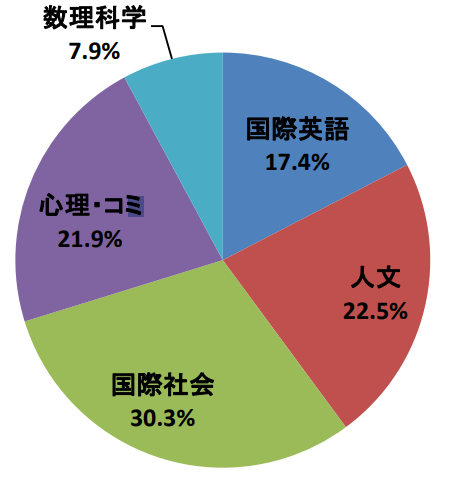 数理科学
7.9%
国際英語
17.4%
人文
22.5%
国際社会
30.3%
心理・コミ
21.9%